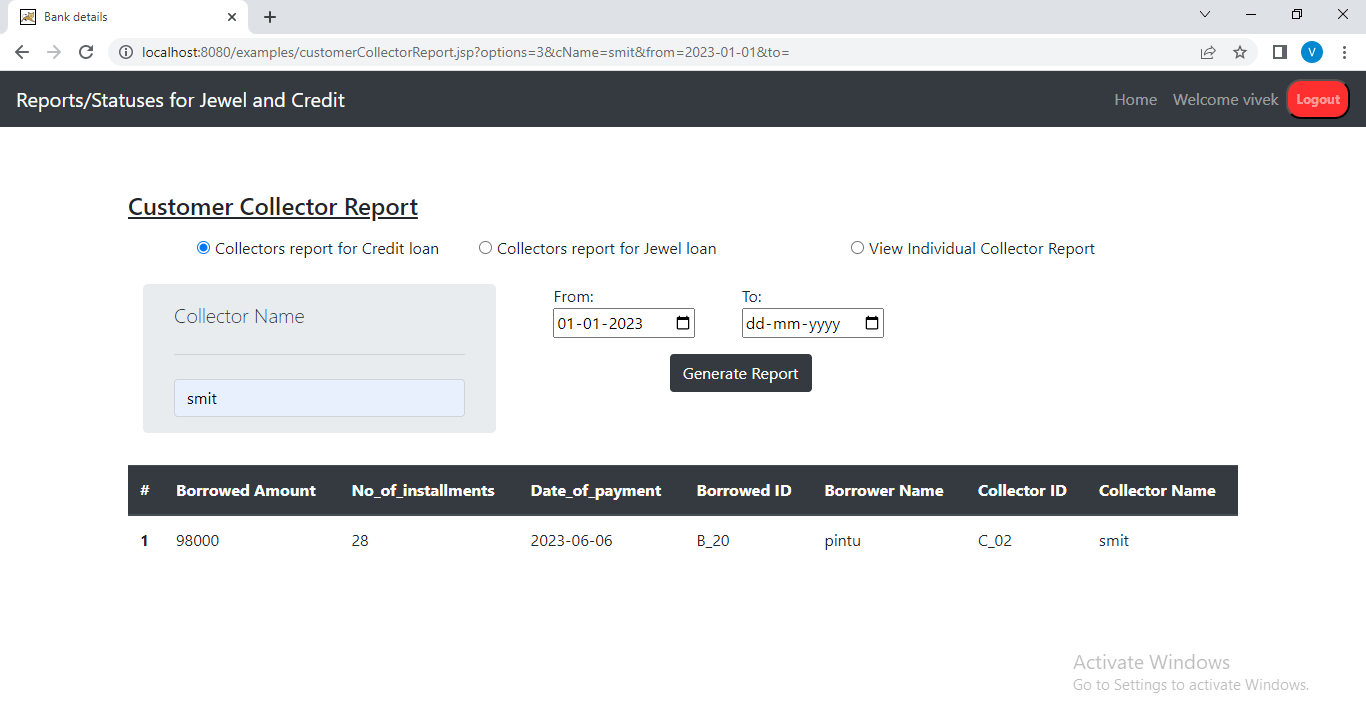 Bank details
localhost:8080/examples/customerCollectorReport.jsp?options=3&cName=smit&from=2023-01-01&to=
V
Reports/Statuses for Jewel and Credit Home Welcome vivek Logout
Customer Collector Report
Collectors report for Credit loan Collectors report for Jewel loan View Individual Collector Report
Collector Name
smit
From: To:
01-01-2023 dd-mm-yyyy
Generate Report
# Borrowed Amount No_of_installments Date_of_payment Borrowed ID Borrower Name Collector ID Collector Name
1 98000 28 2023-06-06 B_20 pintu C_02 smit
Activate Windows
Go to Settings to activate Windows.